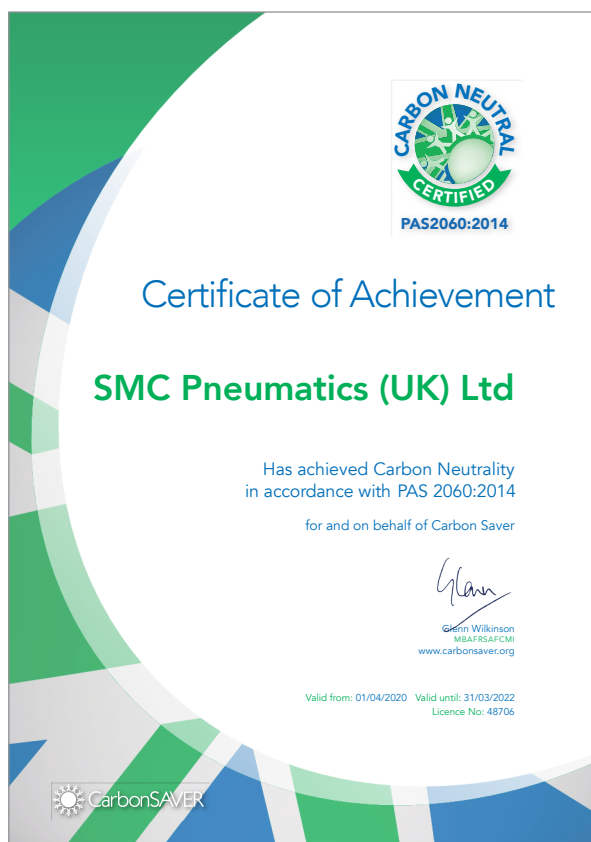 CARBON NEUTRAL
CERTIFIED
PAS2060:2014
Certificate of Achievement
SMC Pneumatics (UK) Ltd
Has achieved Carbon Neutrality
in accordance with PAS 2060:2014
for and on behalf of Carbon Saver
Glenn
Glenn Wilkinson
MBAFRSAFCMI
www.carbonsaver.org
Valid from: 01/04/2020 Valid until: 31/03/2022
Licence No: 48706
CarbonSAVER